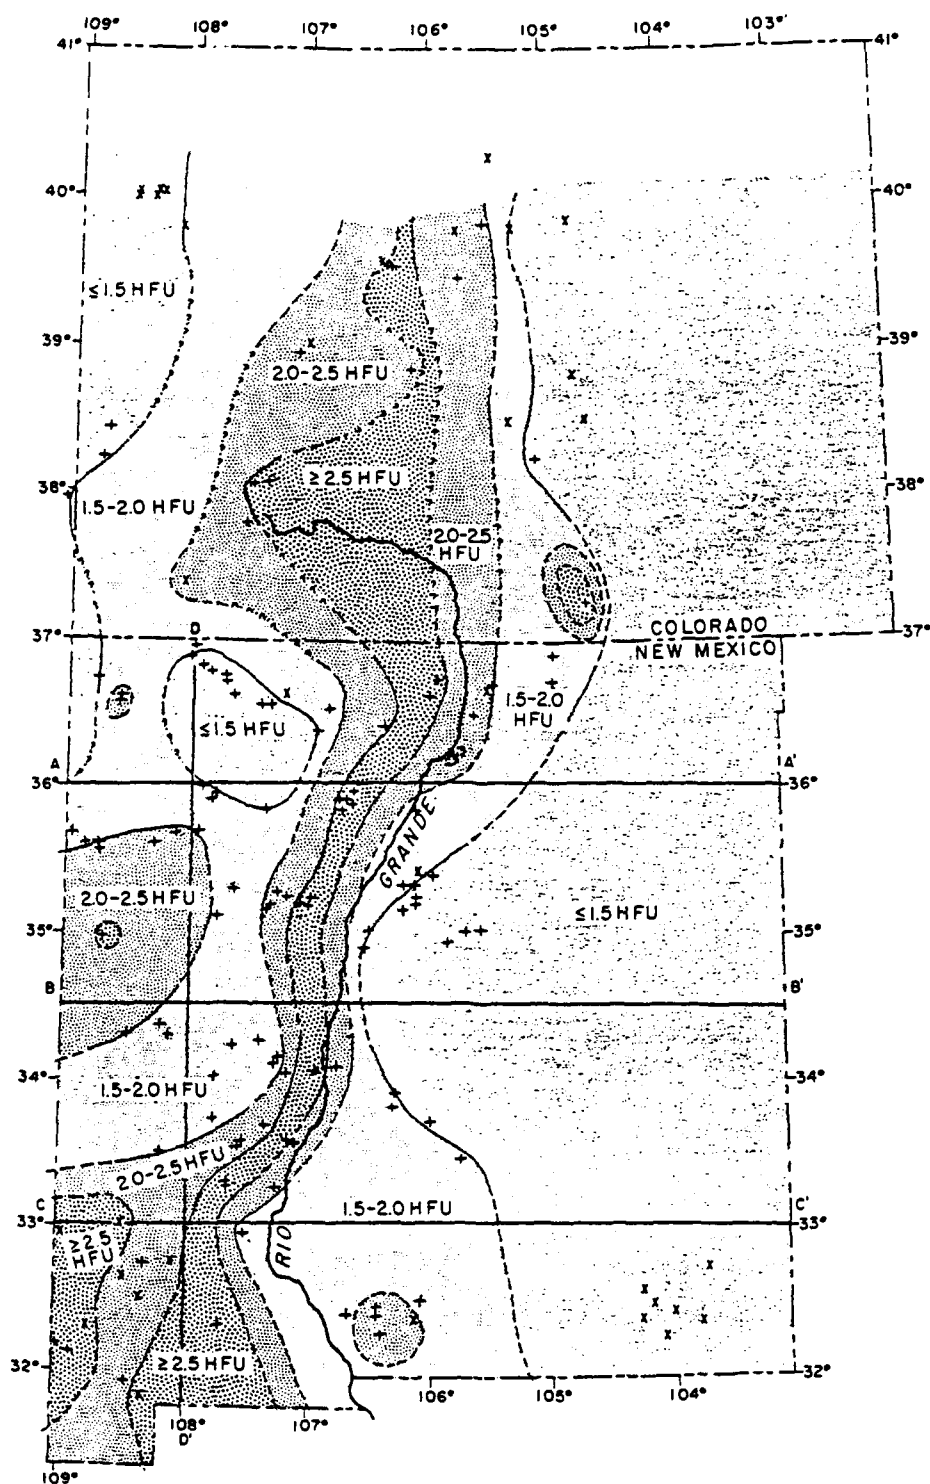 109° 108° 107° 106° 105° 104° 103°
41° 41°
40° 40°
≤1.5 HFU
39° 39°
2.0-2.5 HFU
≥2.5 HFU
38° 38°
1.5-2.0 HFU
2.0-2.5
HFU
37° D COLORADO 37°
NEW MEXICO
1.5-2.0
HFU
≤1.5 HFU
A A'
36° 36°
GRANDE
2.0-2.5 HFU
≤1.5 HFU
35° 35°
B B'
34° 34°
1.5-2.0 HFU
2.0-2.5 HFU
1.5-2.0 HFU
C C'
33° 33°
≥2.5
HFU
RIO
32° ≥2.5 HFU 32°
106° 105° 104°
108° 107°
D'
109°